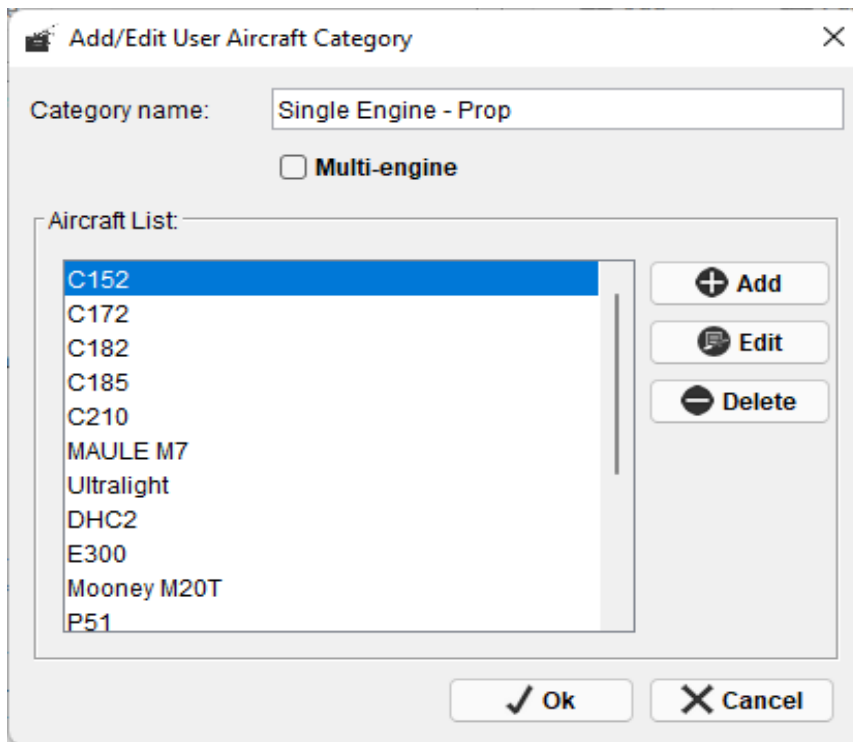 Add/Edit User Aircraft Category
Category name: Single Engine - Prop
Multi-engine
Aircraft List:
C152
C172
C182
C185
C210
MAULE M7
Ultralight
DHC2
E300
Mooney M20T
P51
Add
Edit
Delete
Ok Cancel